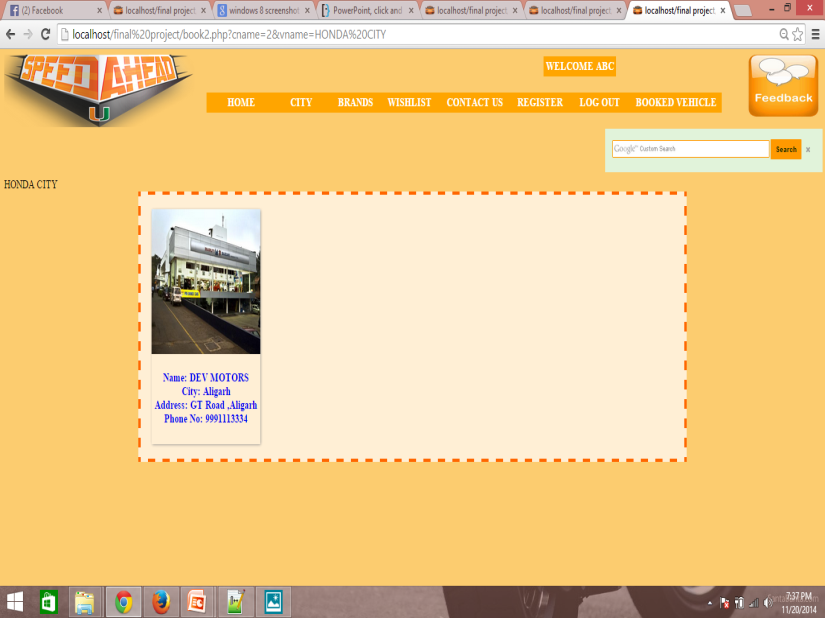 (2) Facebook
localhost/final project
windows 8 screenshot
PowerPoint, click and
localhost/final project
localhost/final project
localhost/final project
localhost/final%20project/book2.php?cname=2&vname=HONDA%20CITY
SPEED AHEAD
WELCOME ABC
HOME CITY BRANDS WISHLIST CONTACT US REGISTER LOG OUT BOOKED VEHICLE
Feedback
Google™ Custom Search
Search
x
HONDA CITY
Name: DEV MOTORS
City: Aligarh
Address: GT Road ,Aligarh
Phone No: 9991113334
7:37 PM
11/20/2014